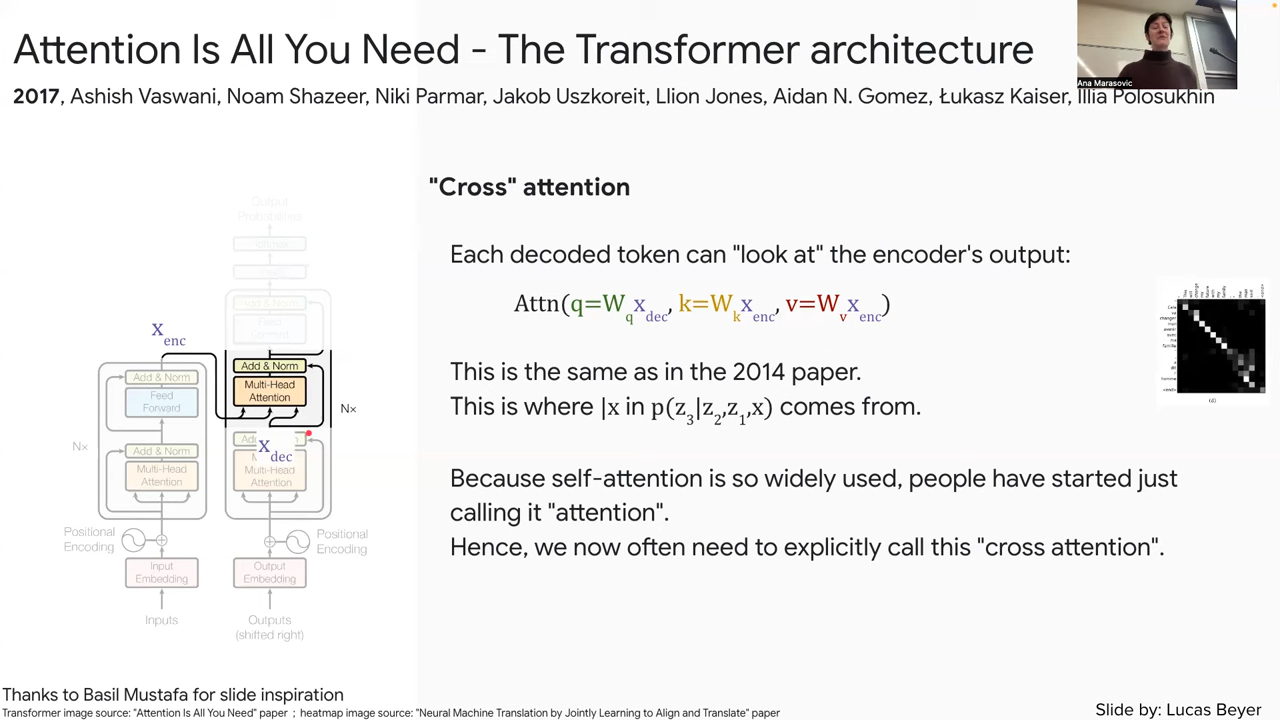 Attention Is All You Need - The Transformer architecture
Ana Marasovic
2017, Ashish Vaswani, Noam Shazeer, Niki Parmar, Jakob Uszkoreit, Llion Jones, Aidan N. Gomez, Łukasz Kaiser, Illia Polosukhin
"Cross" attention
Each decoded token can "look at" the encoder's output:
Attn(q=W_q x_dec, k=W_k x_enc, v=W_v x_enc)
This is the same as in the 2014 paper.
This is where |x in p(z_3|z_2,z_1,x) comes from.
Because self-attention is so widely used, people have started just
calling it "attention".
Hence, we now often need to explicitly call this "cross attention".
Output
Probabilities
Add & Norm
Feed
Forward
x_enc
Add & Norm
Multi-Head
Attention
N×
Add & Norm
Feed
Forward
N×
Add & Norm
Multi-Head
Attention
x_dec
Multi-Head
Attention
Positional
Encoding
Positional
Encoding
Input
Embedding
Output
Embedding
Inputs
Outputs
(shifted right)
(d)
Thanks to Basil Mustafa for slide inspiration
Transformer image source: "Attention Is All You Need" paper ; heatmap image source: "Neural Machine Translation by Jointly Learning to Align and Translate" paper
Slide by: Lucas Beyer